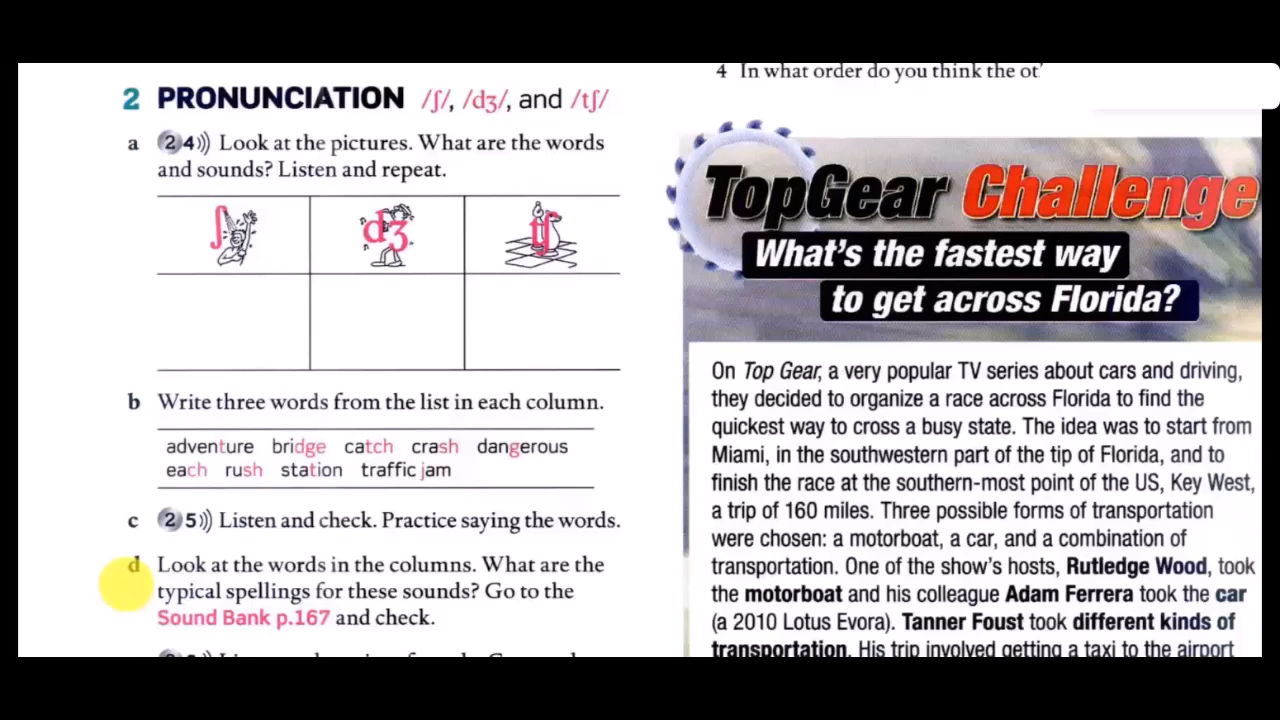 2 PRONUNCIATION /ʃ/, /dʒ/, and /tʃ/
a 2 4 Look at the pictures. What are the words
and sounds? Listen and repeat.
ʃ dʒ tʃ
b Write three words from the list in each column.
adventure bridge catch crash dangerous
each rush station traffic jam
c 2 5 Listen and check. Practice saying the words.
d Look at the words in the columns. What are the
typical spellings for these sounds? Go to the
Sound Bank p.167 and check.
4 In what order do you think the
TopGear Challenge
What's the fastest way
to get across Florida?
On Top Gear, a very popular TV series about cars and driving,
they decided to organize a race across Florida to find the
quickest way to cross a busy state. The idea was to start from
Miami, in the southwestern part of the tip of Florida, and to
finish the race at the southern-most point of the US, Key West,
a trip of 160 miles. Three possible forms of transportation
were chosen: a motorboat, a car, and a combination of
transportation. One of the show's hosts, Rutledge Wood, took
the motorboat and his colleague Adam Ferrera took the car
(a 2010 Lotus Evora). Tanner Foust took different kinds of
transportation. His trip involved getting a taxi to the airport